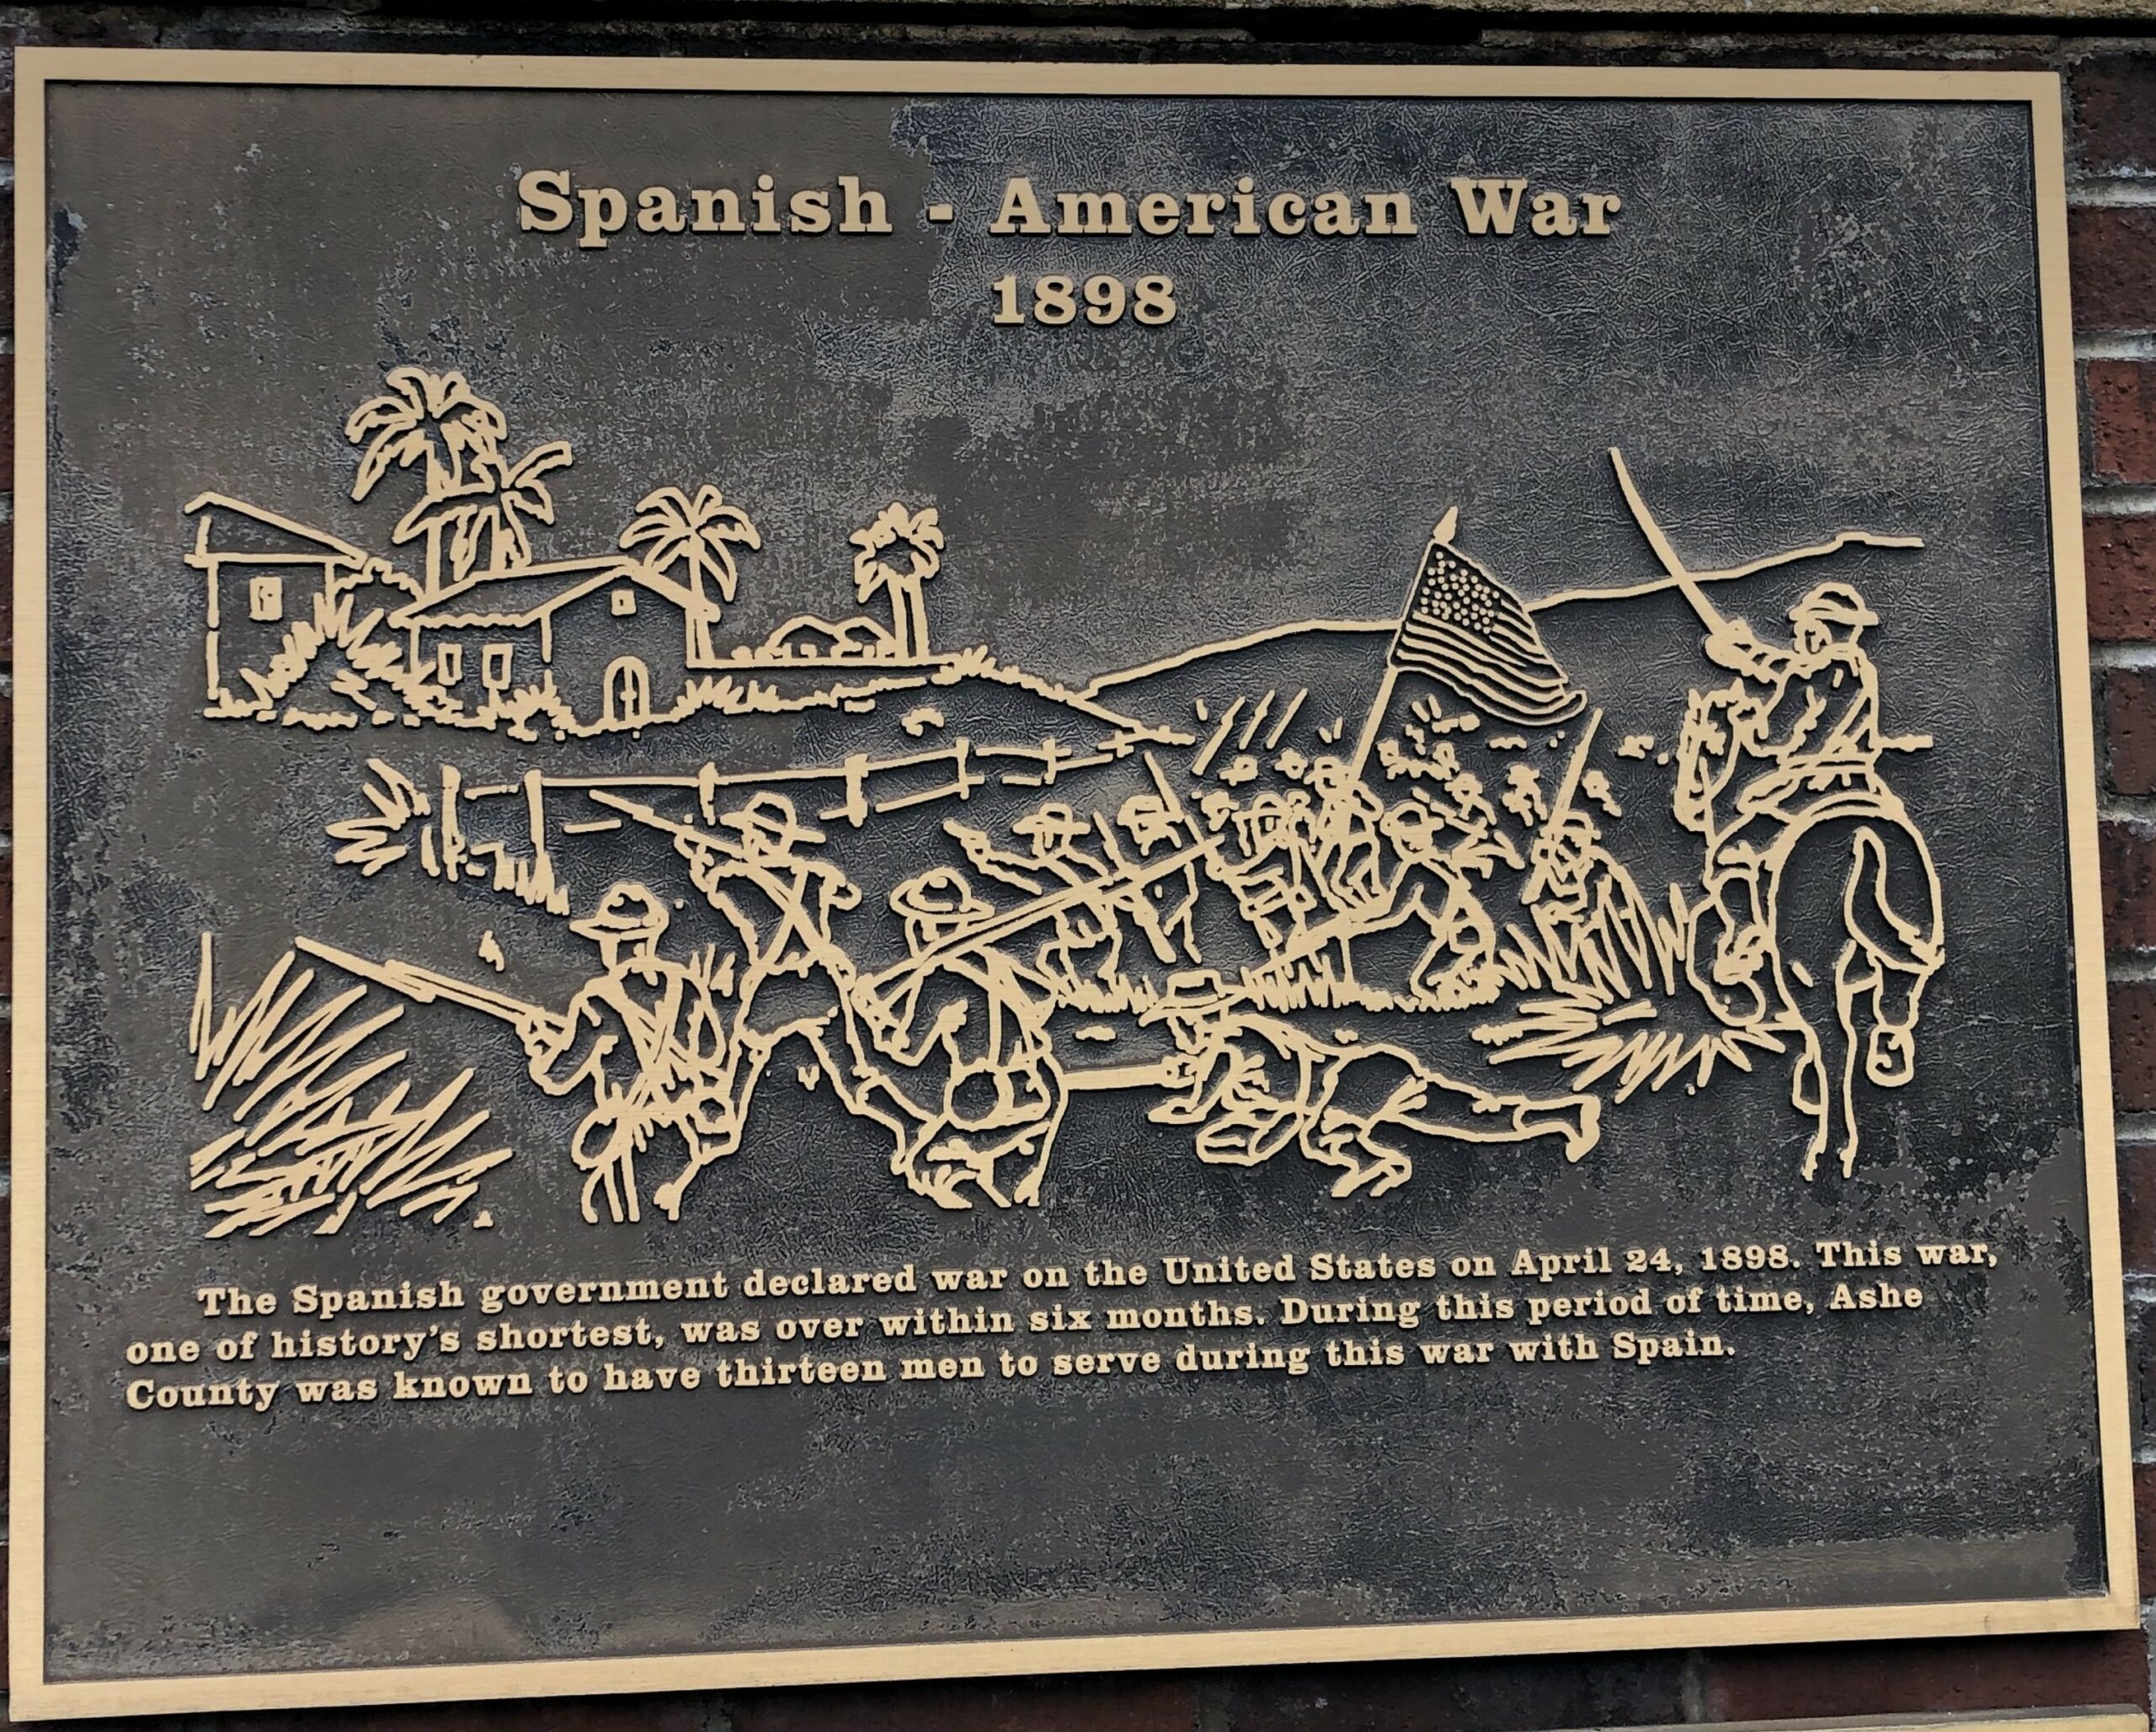 Spanish - American War
1898
The Spanish government declared war on the United States on April 24, 1898. This war,
one of history's shortest, was over within six months. During this period of time, Ashe
County was known to have thirteen men to serve during this war with Spain.